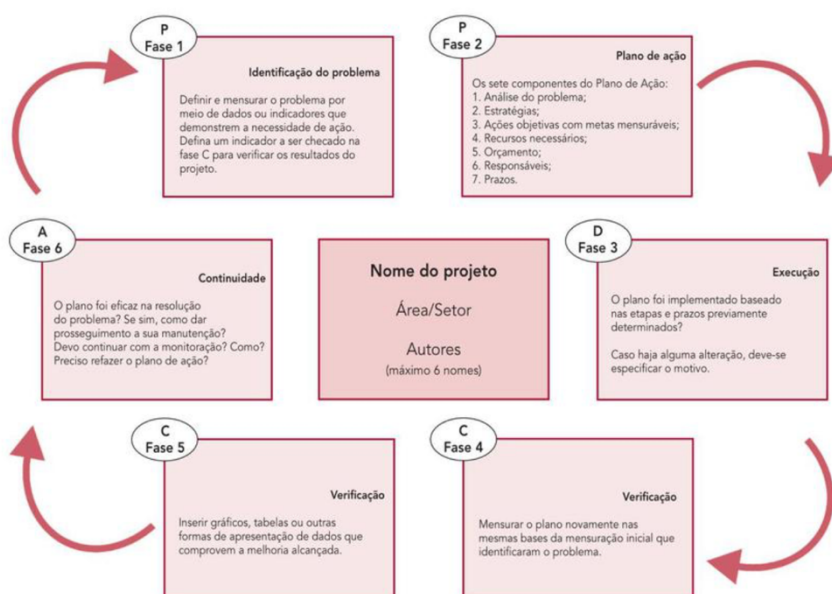 P
Fase 1
Identificação do problema
Definir e mensurar o problema por
meio de dados ou indicadores que
demonstrem a necessidade de ação.
Defina um indicador a ser checado na
fase C para verificar os resultados do
projeto.
P
Fase 2
Plano de ação
Os sete componentes do Plano de Ação:
1. Análise do problema;
2. Estratégias;
3. Ações objetivas com metas mensuráveis;
4. Recursos necessários;
5. Orçamento;
6. Responsáveis;
7. Prazos.
A
Fase 6
Continuidade
O plano foi eficaz na resolução
do problema? Se sim, como dar
prosseguimento a sua manutenção?
Devo continuar com a monitoração? Como?
Preciso refazer o plano de ação?
Nome do projeto
Área/Setor
Autores
(máximo 6 nomes)
D
Fase 3
Execução
O plano foi implementado baseado
nas etapas e prazos previamente
determinados?
Caso haja alguma alteração, deve-se
especificar o motivo.
C
Fase 5
Verificação
Inserir gráficos, tabelas ou outras
formas de apresentação de dados que
comprovem a melhoria alcançada.
C
Fase 4
Verificação
Mensurar o plano novamente nas
mesmas bases da mensuração inicial que
identificaram o problema.